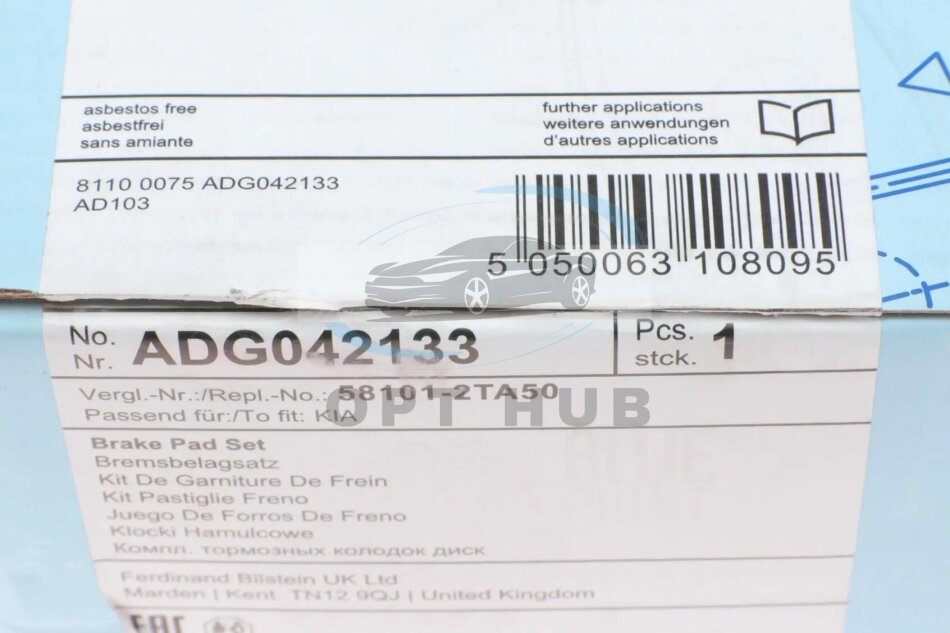 asbestos free
asbestfrei
sans amiante
further applications
weitere anwendungen
d'autres applications
8110 0075 ADG042133
AD103
5 050063 108095
No.
Nr.
ADG042133
Pcs.
stck.
1
Vergl.-Nr.:/Repl.-No.: 58101-2TA50
Passend für:/To fit: KIA
OPT HUB
Brake Pad Set
Bremsbelagsatz
Kit De Garniture De Frein
Kit Pastiglie Freno
Juego De Forros De Freno
Klocki Hamulcowe
Компл. тормозных колодок диск
Ferdinand Bilstein UK Ltd
Marden | Kent TN12 9QJ | United Kingdom
EAC